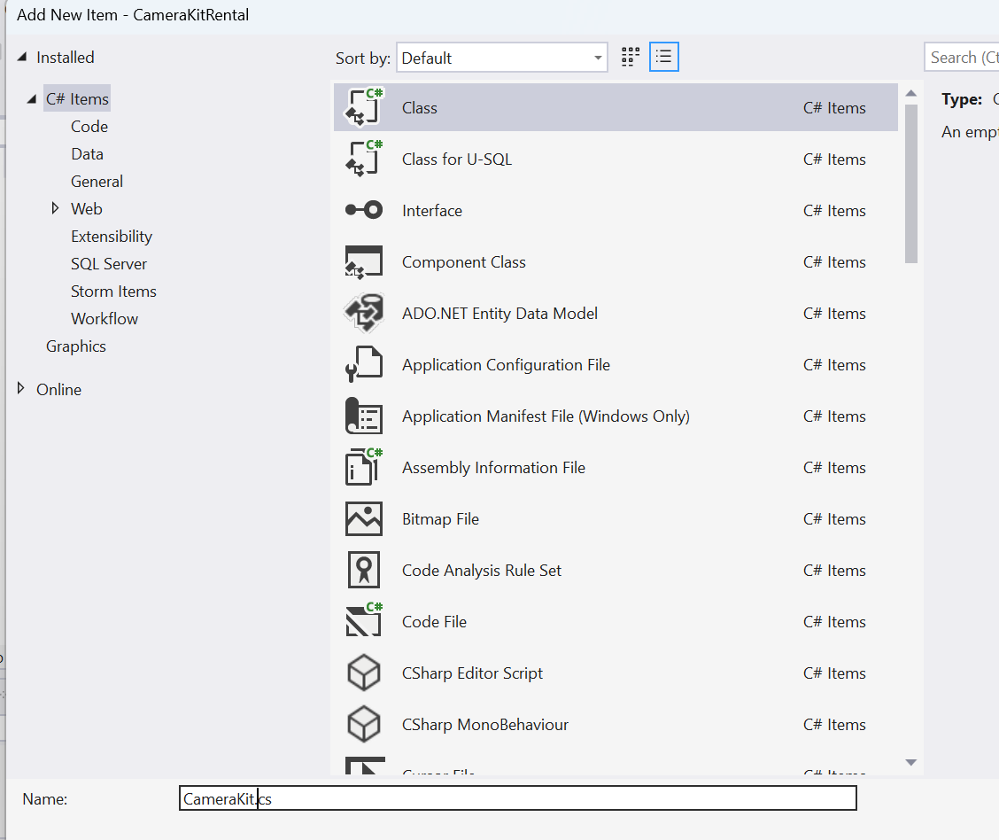 Add New Item - CameraKitRental
Installed
C# Items
Code
Data
General
Web
Extensibility
SQL Server
Storm Items
Workflow
Graphics
Online
Sort by: Default
Search (Ct
Class C# Items
Class for U-SQL C# Items
Interface C# Items
Component Class C# Items
ADO.NET Entity Data Model C# Items
Application Configuration File C# Items
Application Manifest File (Windows Only) C# Items
Assembly Information File C# Items
Bitmap File C# Items
Code Analysis Rule Set C# Items
Code File C# Items
CSharp Editor Script C# Items
CSharp MonoBehaviour C# Items
Cursor File C# Items
Type:
An empt
Name: CameraKit.cs